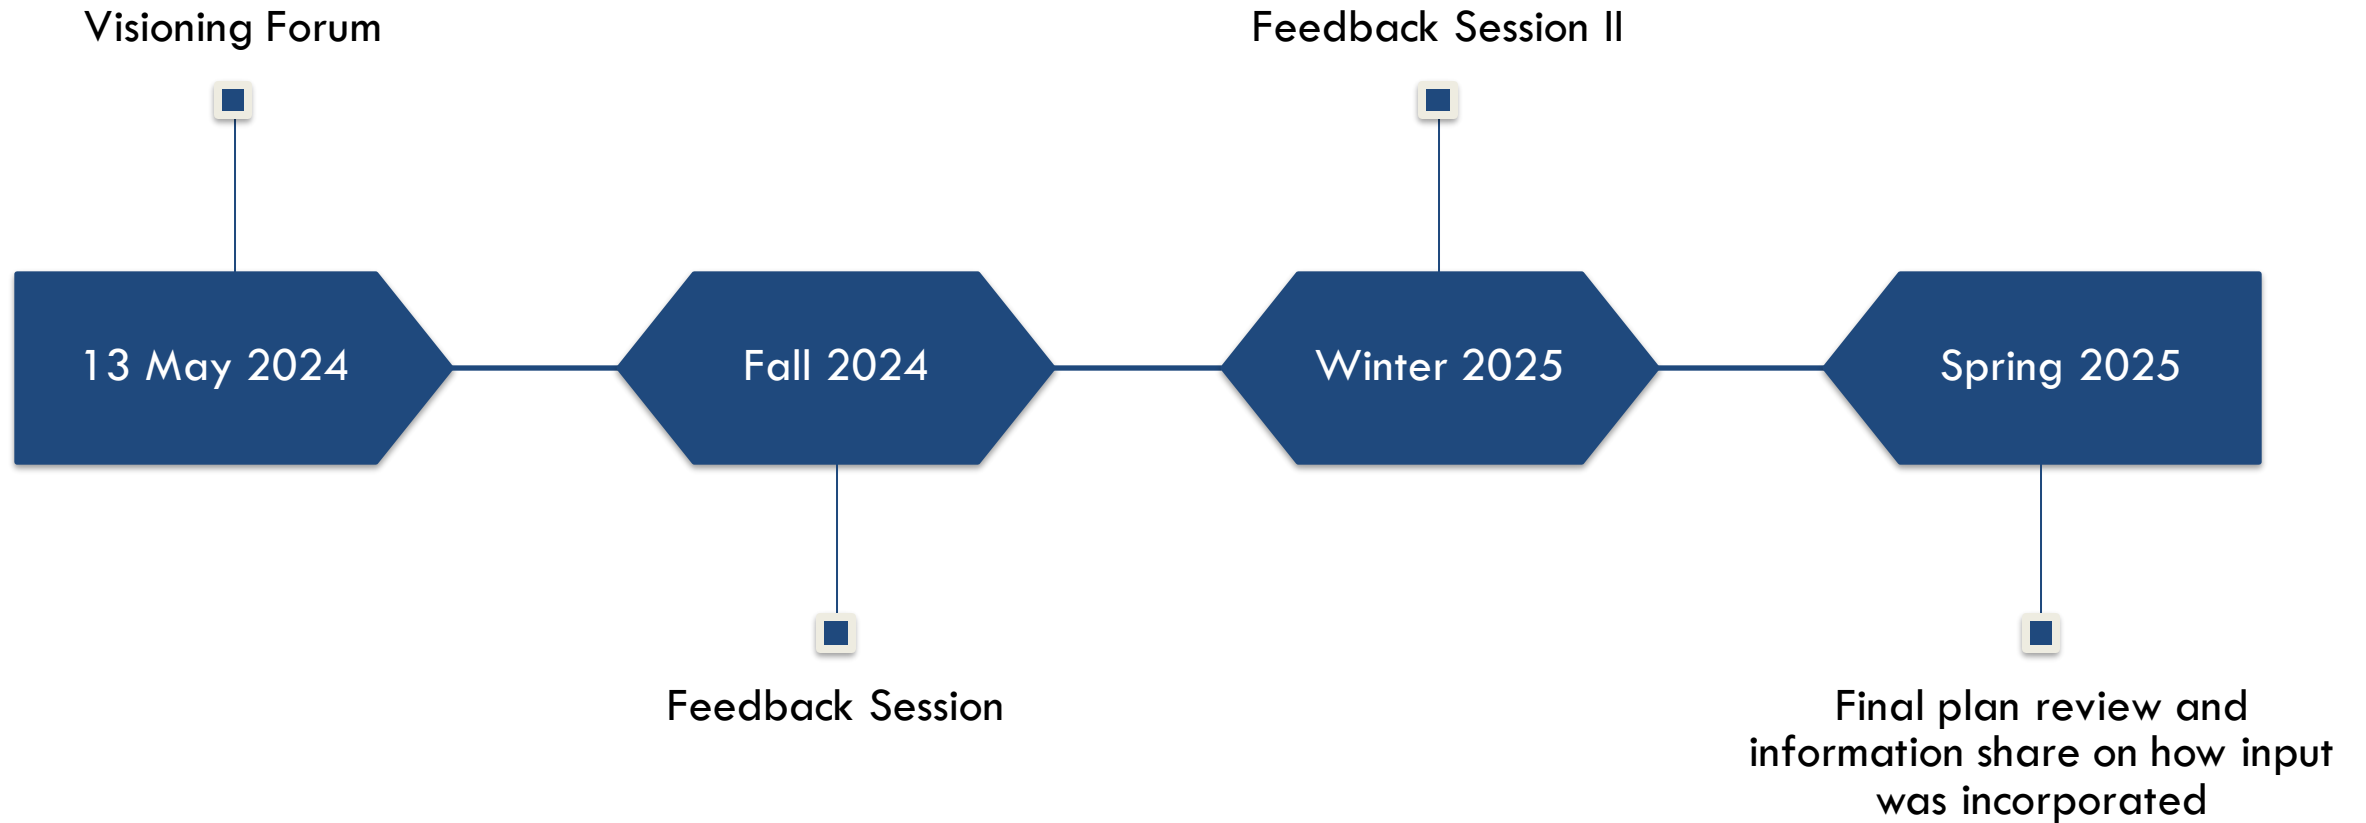 Visioning Forum
Feedback Session II
13 May 2024
Fall 2024
Winter 2025
Spring 2025
Feedback Session
Final plan review and
information share on how input
was incorporated